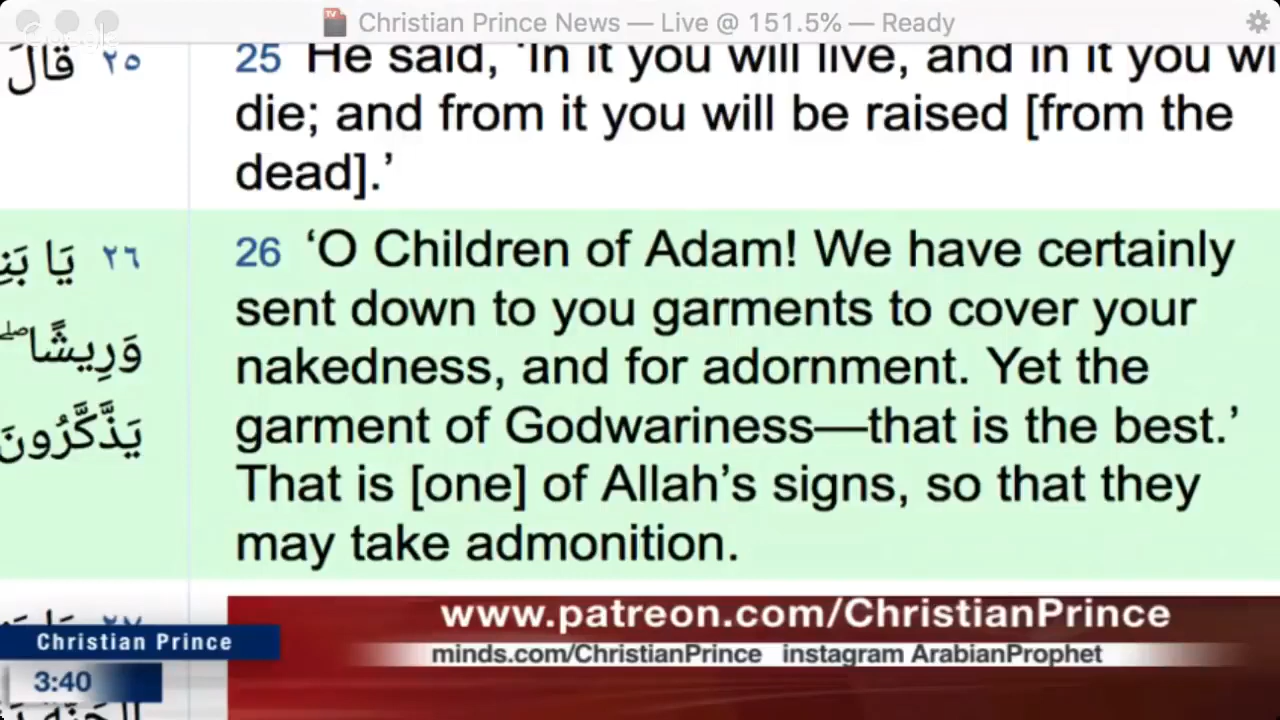 Christian Prince News — Live @ 151.5% — Ready
Google
٢٥ قَالَ
25 He said, ‘In it you will live, and in it you wi
die; and from it you will be raised [from the
dead].’
٢٦ يَا بَنِ
وَرِيشًا ۖ
يَذَّكَّرُونَ
26 ‘O Children of Adam! We have certainly
sent down to you garments to cover your
nakedness, and for adornment. Yet the
garment of Godwariness—that is the best.’
That is [one] of Allah’s signs, so that they
may take admonition.
www.patreon.com/ChristianPrince
minds.com/ChristianPrince instagram ArabianProphet
Christian Prince
3:40